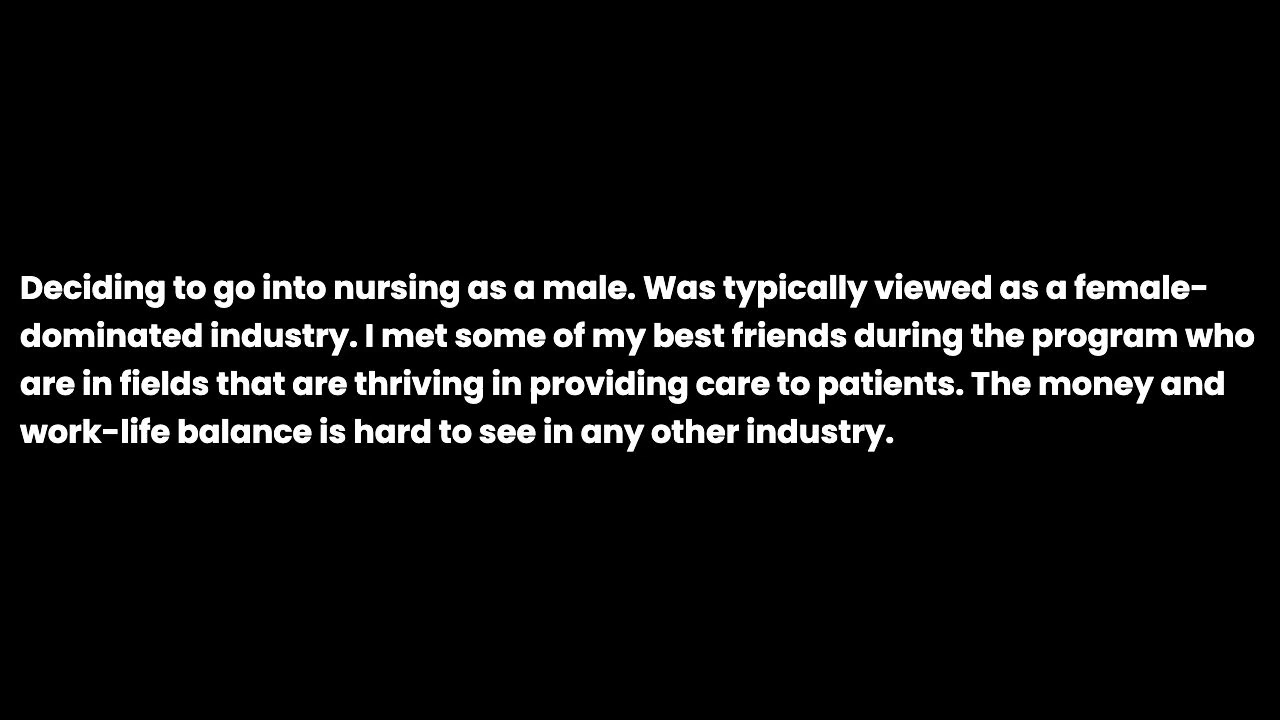 Deciding to go into nursing as a male. Was typically viewed as a female-
dominated industry. I met some of my best friends during the program who
are in fields that are thriving in providing care to patients. The money and
work-life balance is hard to see in any other industry.